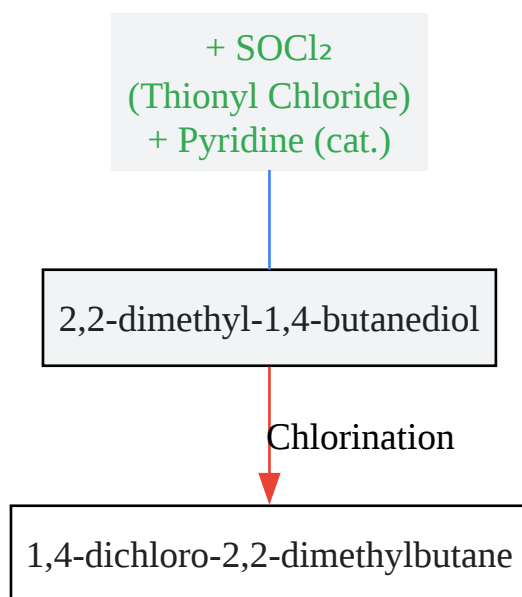 + SOCl₂
(Thionyl Chloride)
+ Pyridine (cat.)
2,2-dimethyl-1,4-butanediol
Chlorination
1,4-dichloro-2,2-dimethylbutane